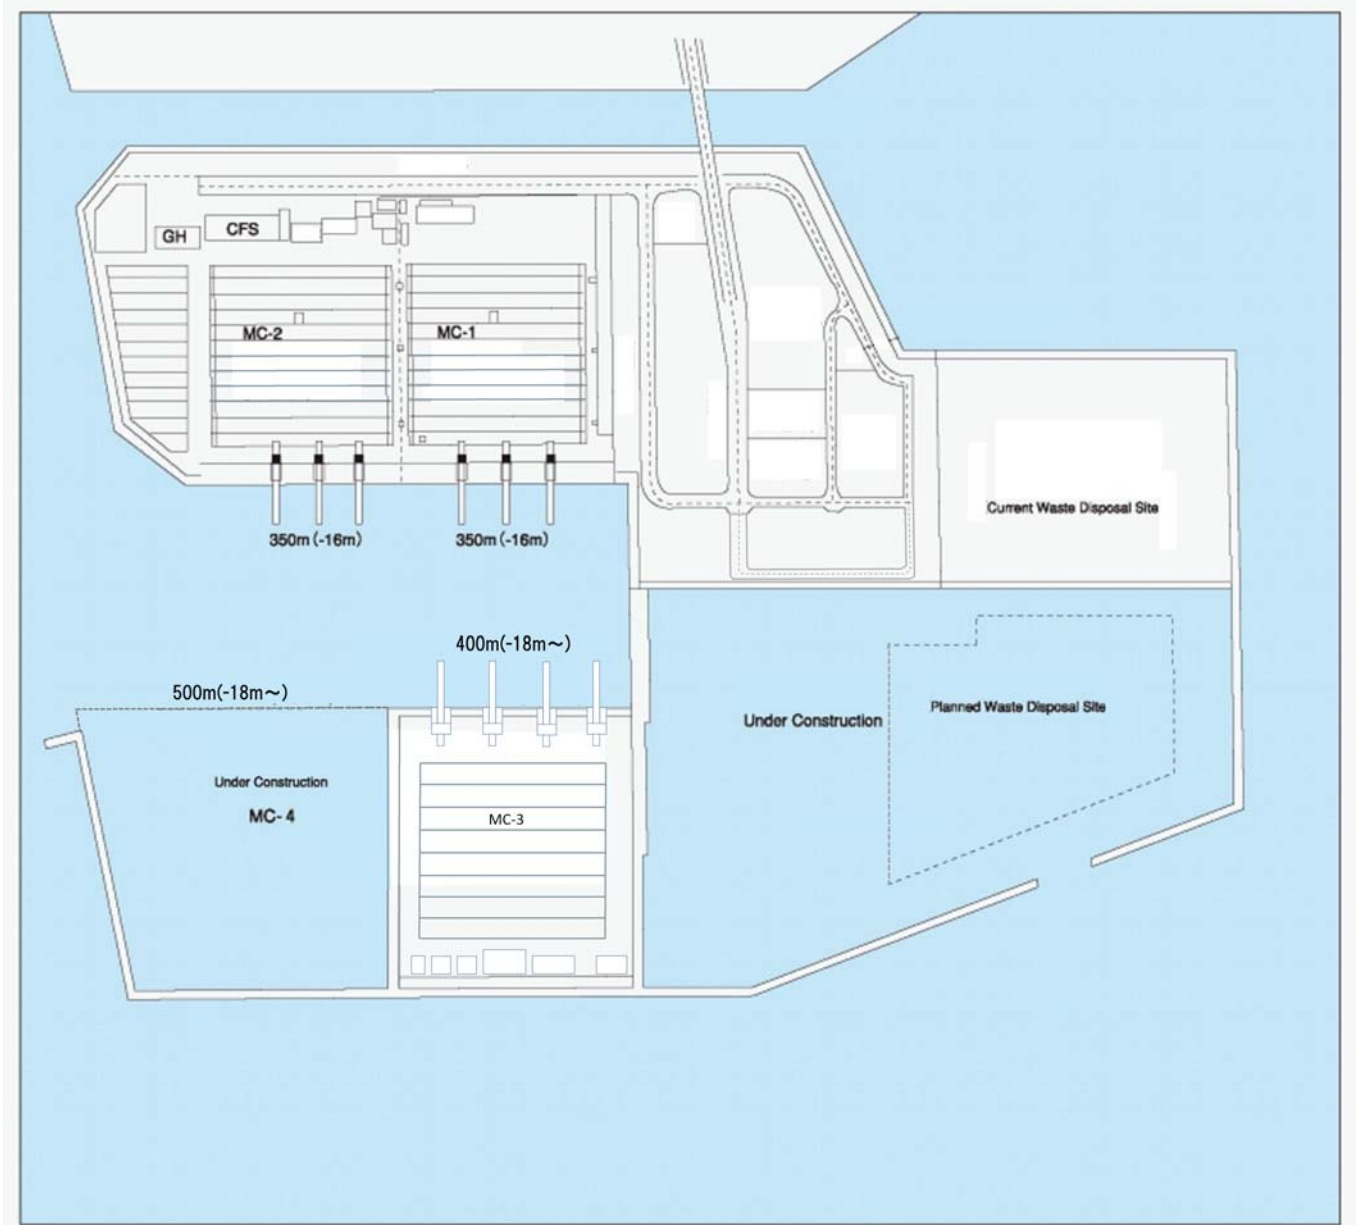 GH
CFS
MC-2
MC-1
350m(-16m)
350m(-16m)
Current Waste Disposal Site
400m(-18m～)
500m(-18m～)
Under Construction
Planned Waste Disposal Site
Under Construction
MC-4
MC-3